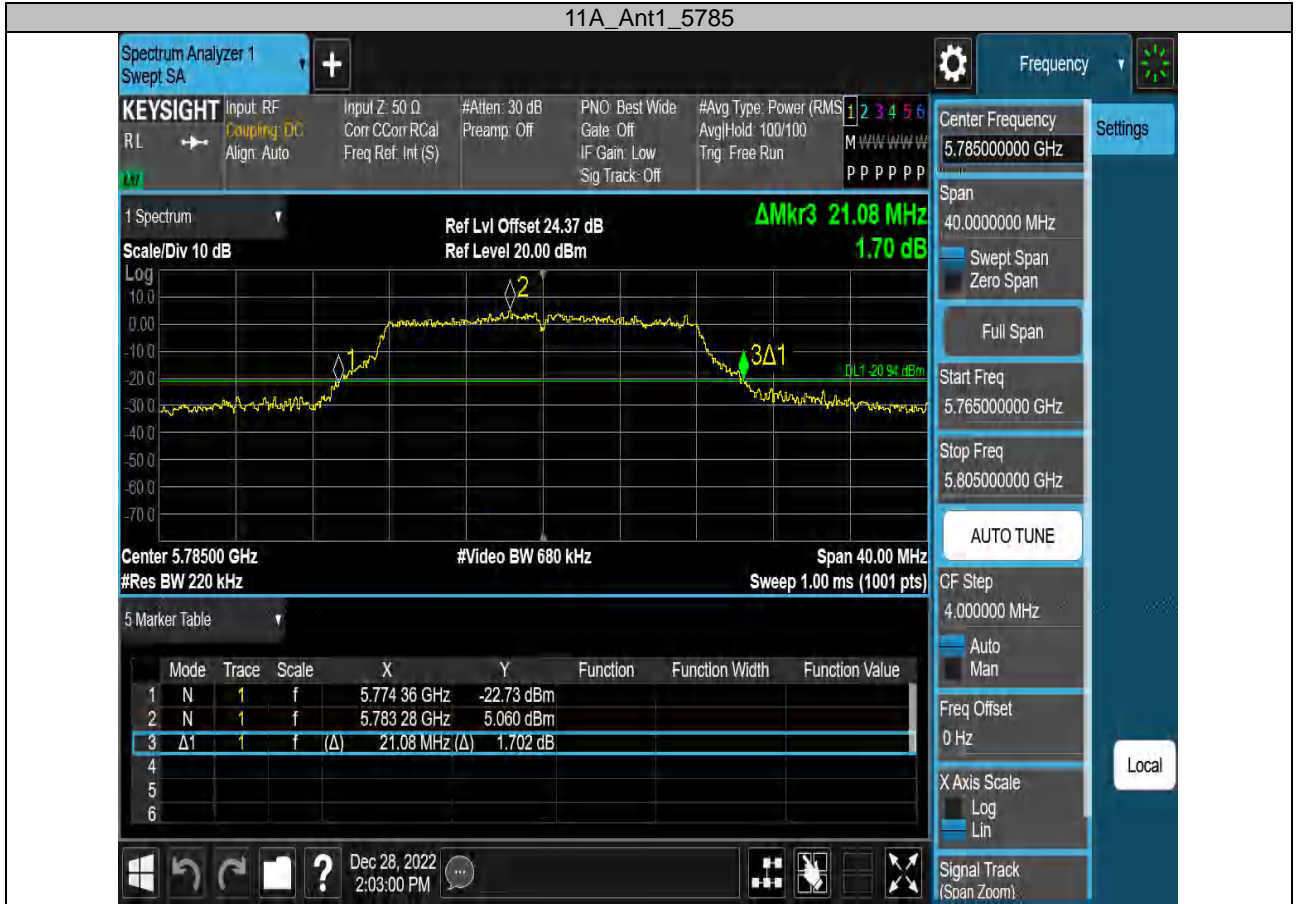 11A_Ant1_5785
Spectrum Analyzer 1
Swept SA
Frequency
KEYSIGHT
RL
Input: RF
Coupling: DC
Align: Auto
Input Z: 50 Ω
Corr CCorr RCal
Freq Ref: Int (S)
#Atten: 30 dB
Preamp: Off
PNO: Best Wide
Gate: Off
IF Gain: Low
Sig Track: Off
#Avg Type: Power (RMS
Avg|Hold: 100/100
Trig: Free Run
1 2 3 4 5 6
M W W W W W
P P P P P P
1 Spectrum
Scale/Div 10 dB
Ref Lvl Offset 24.37 dB
Ref Level 20.00 dBm
ΔMkr3 21.08 MHz
1.70 dB
Log
10.0
0.00
-10.0
-20.0
-30.0
-40.0
-50.0
-60.0
-70.0
1
2
3Δ1
DL1 -20.94 dBm
Center 5.78500 GHz
#Res BW 220 kHz
#Video BW 680 kHz
Span 40.00 MHz
Sweep 1.00 ms (1001 pts)
5 Marker Table
Mode Trace Scale X Y Function Function Width Function Value
1 N 1 f 5.774 36 GHz -22.73 dBm
2 N 1 f 5.783 28 GHz 5.060 dBm
3 Δ1 1 f (Δ) 21.08 MHz (Δ) 1.702 dB
4
5
6
Dec 28, 2022
2:03:00 PM
Center Frequency
5.785000000 GHz
Settings
Span
40.0000000 MHz
Swept Span
Zero Span
Full Span
Start Freq
5.765000000 GHz
Stop Freq
5.805000000 GHz
AUTO TUNE
CF Step
4.000000 MHz
Auto
Man
Freq Offset
0 Hz
X Axis Scale
Log
Lin
Local
Signal Track
(Span Zoom)